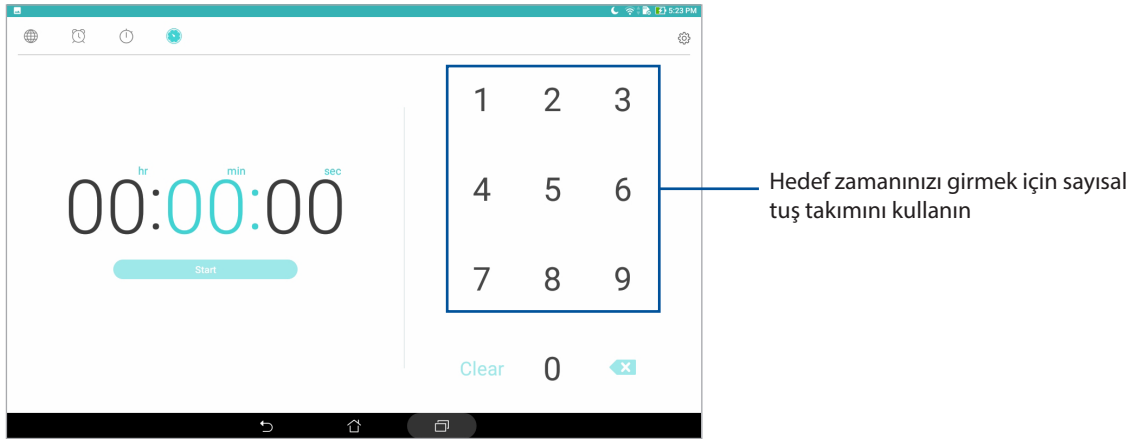 5:23 PM
hr min sec
00:00:00
Start
1 2 3
4 5 6
7 8 9
Clear 0
Hedef zamanınızı girmek için sayısal
tuş takımını kullanın